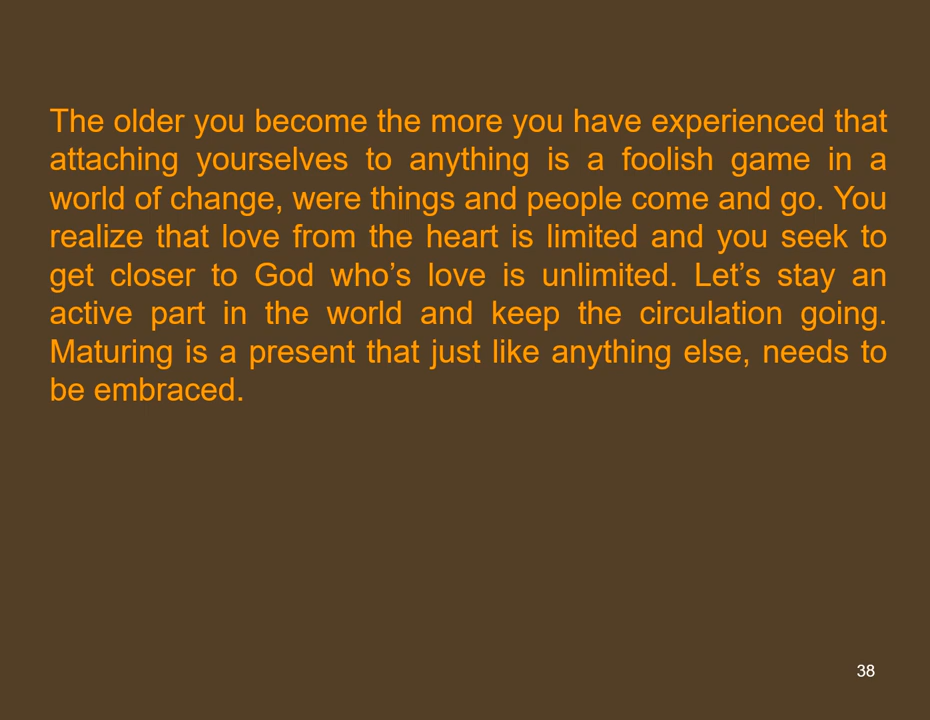 The older you become the more you have experienced that
attaching yourselves to anything is a foolish game in a
world of change, were things and people come and go. You
realize that love from the heart is limited and you seek to
get closer to God who’s love is unlimited. Let’s stay an
active part in the world and keep the circulation going.
Maturing is a present that just like anything else, needs to
be embraced.
38